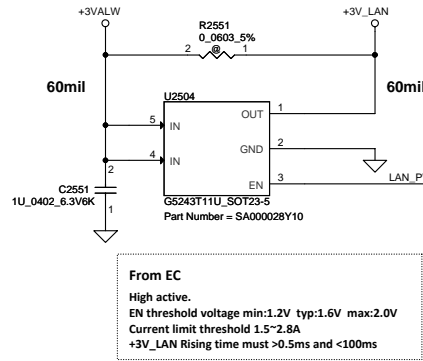 +3VALW
+3V_LAN
R2551
0_0603_5%
2
1
@
60mil
60mil
U2504
5
IN
OUT
1
4
IN
GND
2
EN
3
LAN_P
2
C2551
1U_0402_6.3V6K
1
G5243T11U_SOT23-5
Part Number = SA000028Y10
From EC
High active.
EN threshold voltage min:1.2V typ:1.6V max:2.0V
Current limit threshold 1.5~2.8A
+3V_LAN Rising time must >0.5ms and <100ms